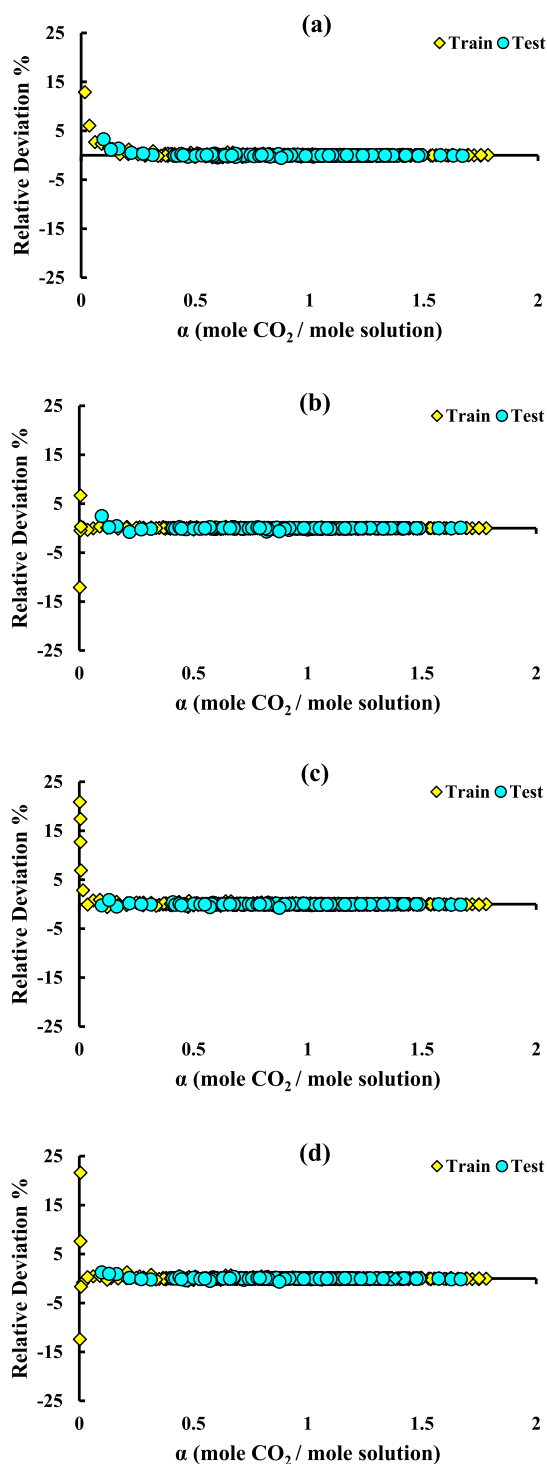 (a)
Train Test
Relative Deviation %
25
15
5
-5
-15
-25
0 0.5 1 1.5 2
α (mole CO₂ / mole solution)
(b)
Train Test
Relative Deviation %
25
15
5
-5
-15
-25
0 0.5 1 1.5 2
α (mole CO₂ / mole solution)
(c)
Train Test
Relative Deviation %
25
15
5
-5
-15
-25
0 0.5 1 1.5 2
α (mole CO₂ / mole solution)
(d)
Train Test
Relative Deviation %
25
15
5
-5
-15
-25
0 0.5 1 1.5 2
α (mole CO₂ / mole solution)